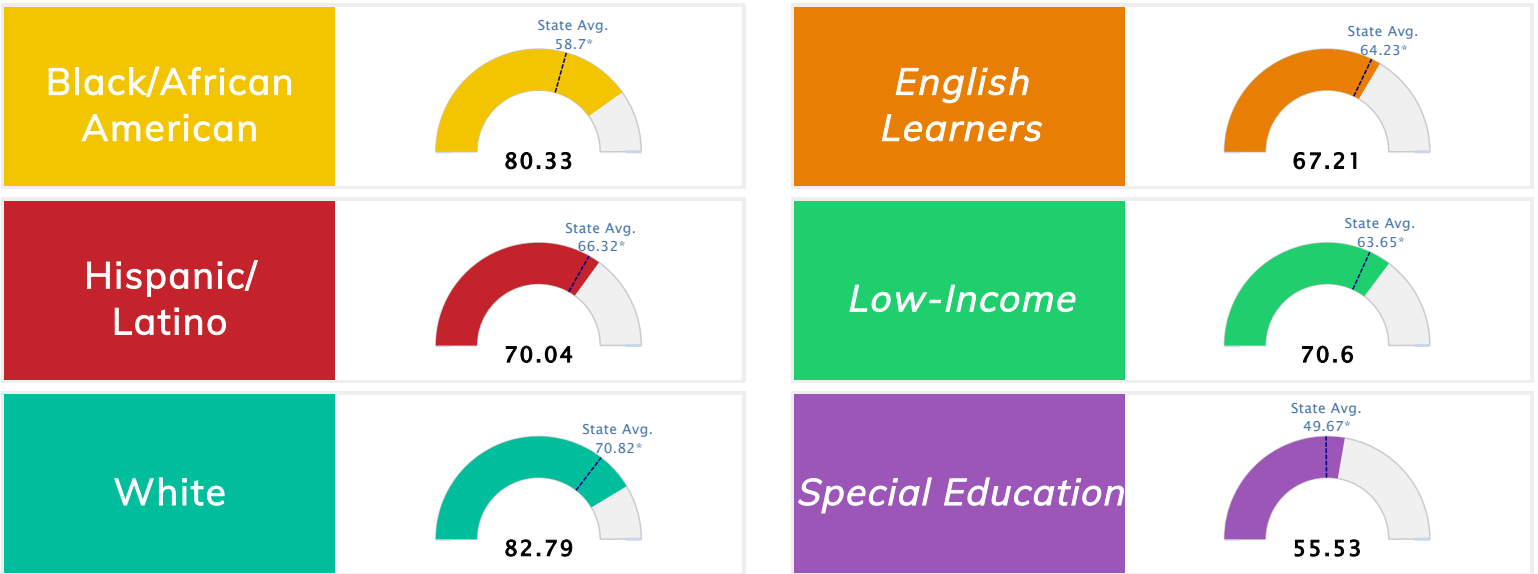 Black/African
American
State Avg.
58.7*
80.33
English
Learners
State Avg.
64.23*
67.21
Hispanic/
Latino
State Avg.
66.32*
70.04
Low-Income
State Avg.
63.65*
70.6
White
State Avg.
70.82*
82.79
Special Education
State Avg.
49.67*
55.53